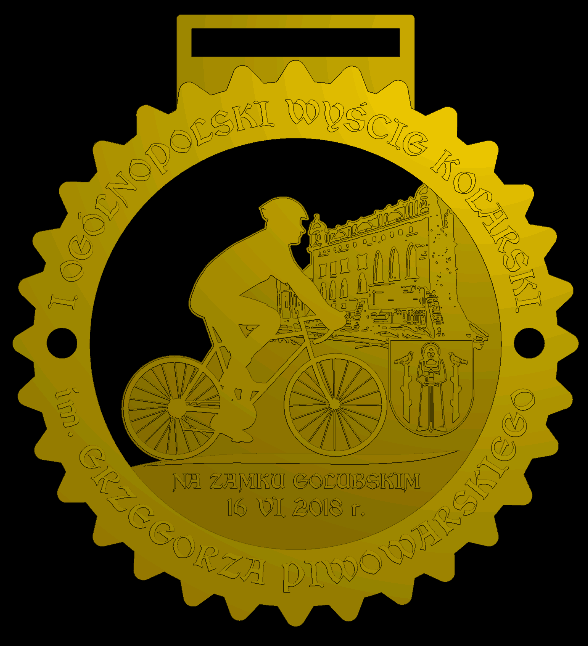 I OGÓLNOPOLSKI WYŚCIG KOLARSKI
im. GRZEGORZA PIWOWARSKIEGO
NA ZAMKU GOLUBSKIM
16 VI 2018 r.